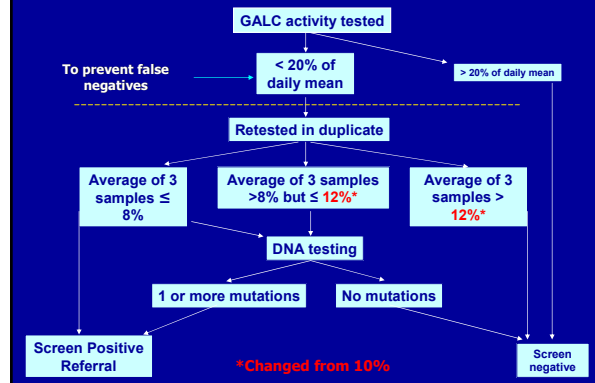 GALC activity tested
To prevent false
negatives
< 20% of
daily mean
> 20% of daily mean
Retested in duplicate
Average of 3
samples ≤
8%
Average of 3 samples
>8% but ≤ 12%*
Average of 3
samples >
12%*
DNA testing
1 or more mutations
No mutations
Screen Positive
Referral
*Changed from 10%
Screen
negative